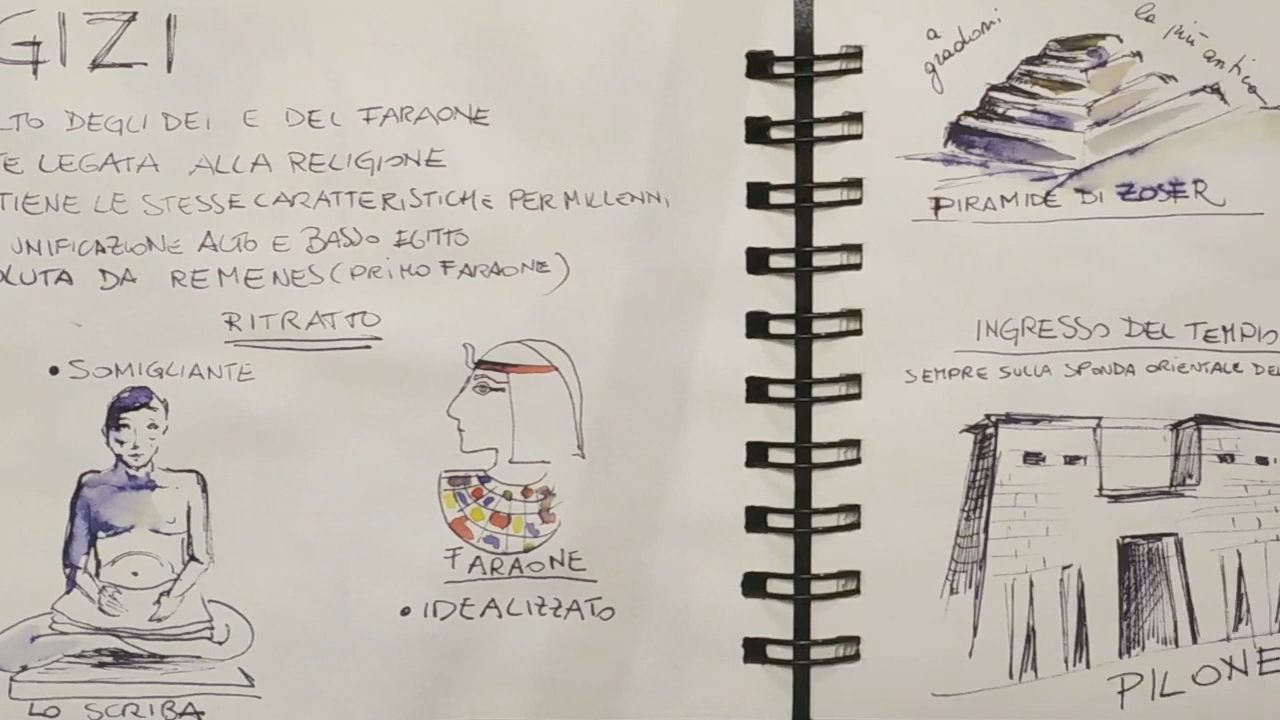 GIZI
LTO DEGLI DEI E DEL FARAONE
TE LEGATA ALLA RELIGIONE
TIENE LE STESSE CARATTERISTICHE PER MILLENNI
UNIFICAZIONE ALTO E BASSO EGITTO
OLUTA DA REMENES (PRIMO FARAONE)
RITRATTO
• SOMIGLIANTE
LO SCRIBA
FARAONE
• IDEALIZZATO
a
gradoni
la più antica
PIRAMIDE DI ZOSER
INGRESSO DEL TEMPIO
SEMPRE SULLA SPONDA ORIENTALE DEL
PILONE